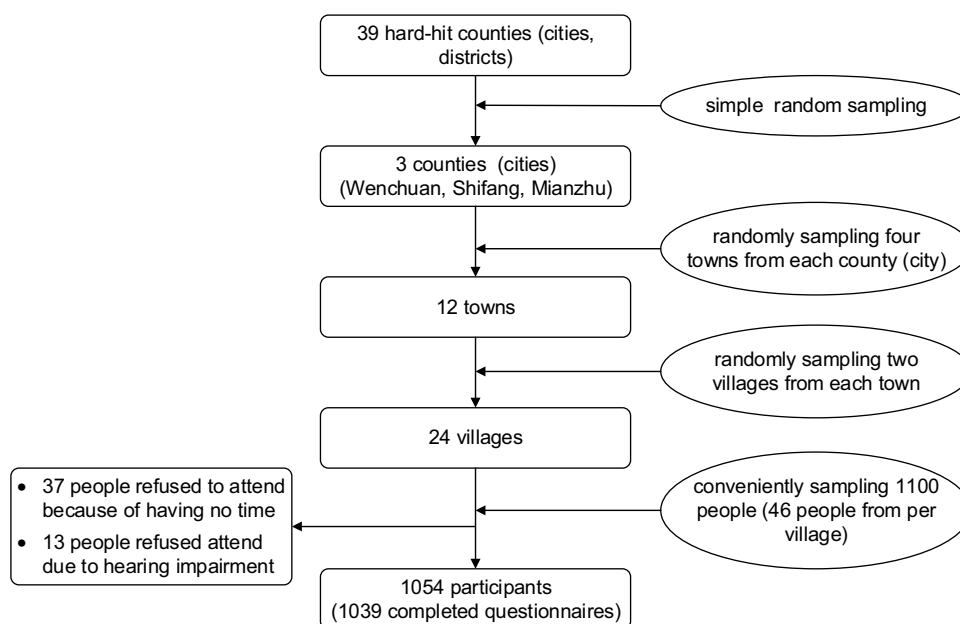 39 hard-hit counties (cities,
districts)
simple random sampling
3 counties (cities)
(Wenchuan, Shifang, Mianzhu)
randomly sampling four
towns from each county (city)
12 towns
randomly sampling two
villages from each town
24 villages
• 37 people refused to attend
because of having no time
• 13 people refused attend
due to hearing impairment
conveniently sampling 1100
people (46 people from per
village)
1054 participants
(1039 completed questionnaires)